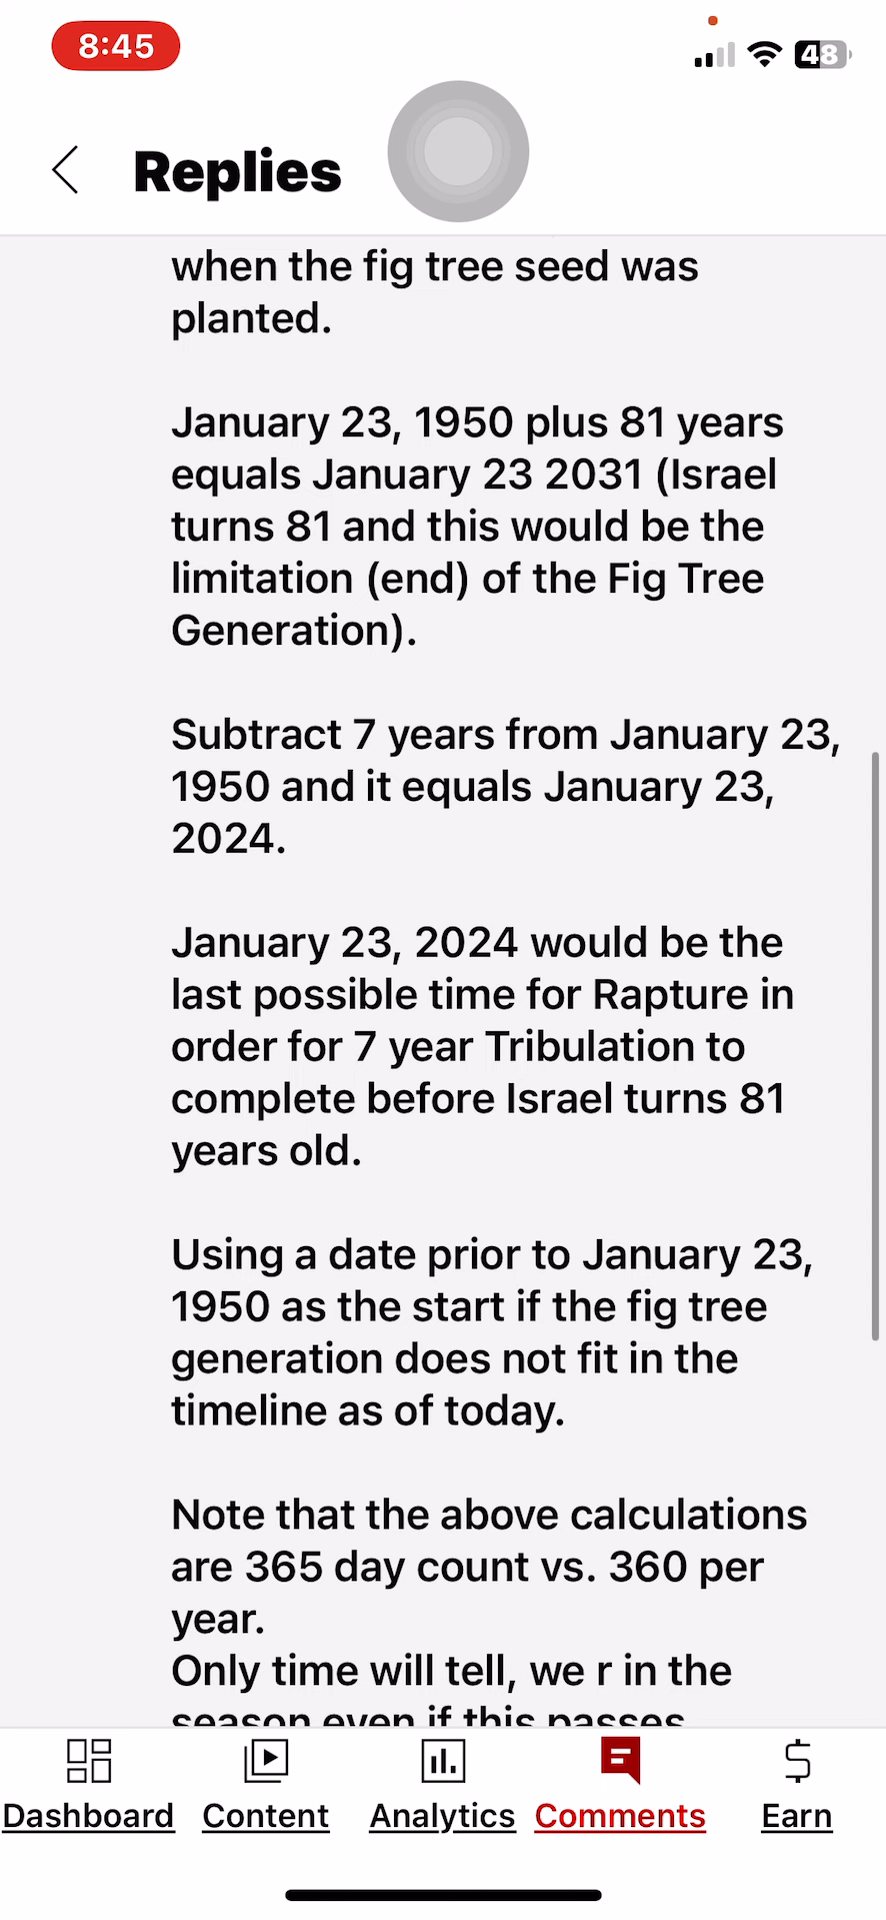 8:45
48
Replies
when the fig tree seed was
planted.
January 23, 1950 plus 81 years
equals January 23 2031 (Israel
turns 81 and this would be the
limitation (end) of the Fig Tree
Generation).
Subtract 7 years from January 23,
1950 and it equals January 23,
2024.
January 23, 2024 would be the
last possible time for Rapture in
order for 7 year Tribulation to
complete before Israel turns 81
years old.
Using a date prior to January 23,
1950 as the start if the fig tree
generation does not fit in the
timeline as of today.
Note that the above calculations
are 365 day count vs. 360 per
year.
Only time will tell, we r in the
season even if this passes
Dashboard Content Analytics Comments Earn